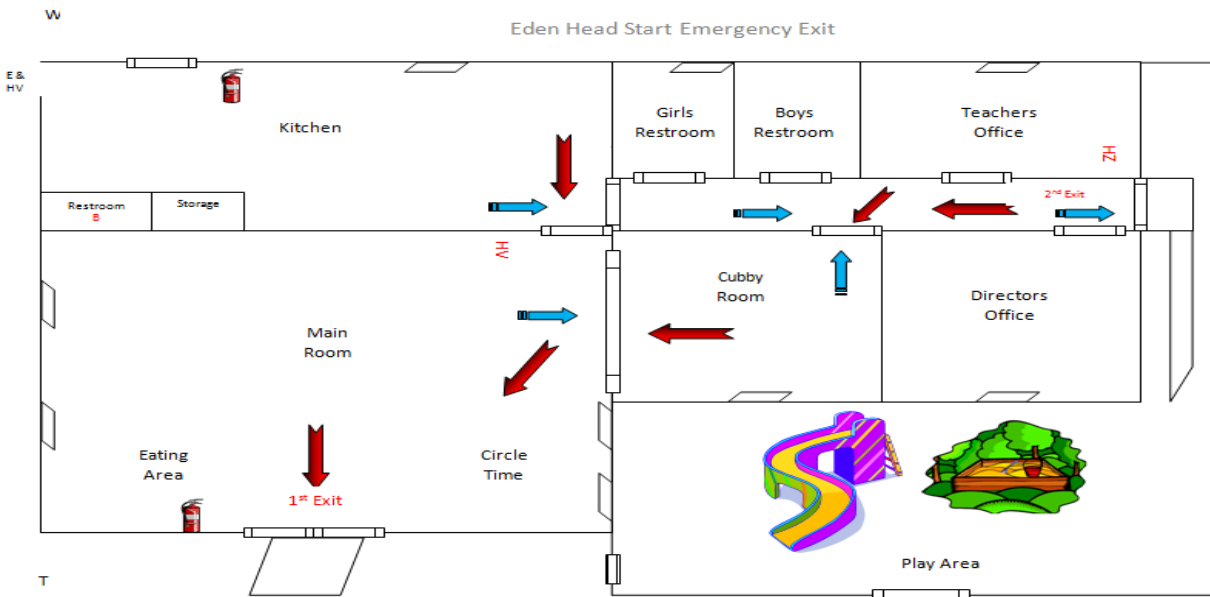 W
Eden Head Start Emergency Exit
E &
HV
Kitchen
Girls
Restroom
Boys
Restroom
Teachers
Office
HZ
Restroom
B
Storage
2nd Exit
HV
Cubby
Room
Directors
Office
Main
Room
Eating
Area
Circle
Time
1st Exit
Play Area
T